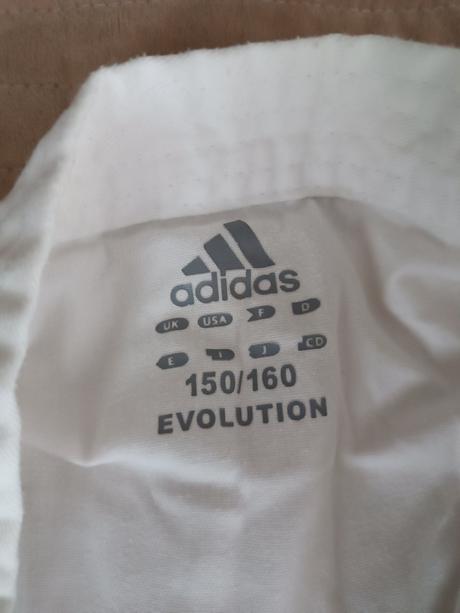 adidas
UK USA F D
E I J CD
150/160
EVOLUTION